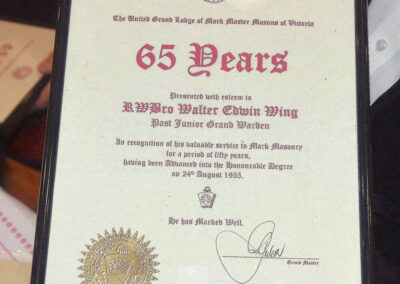 The United Grand Lodge of Mark Master Masons of Victoria
65 Years
Presented with esteem to
RWBro Walter Edwin Wing
Past Junior Grand Warden
In recognition of his valuable service to Mark Masonry
for a period of fifty years,
having been Advanced into the Honourable Degree
on 24th August 1955.
He has Marked Well.
Grand Master